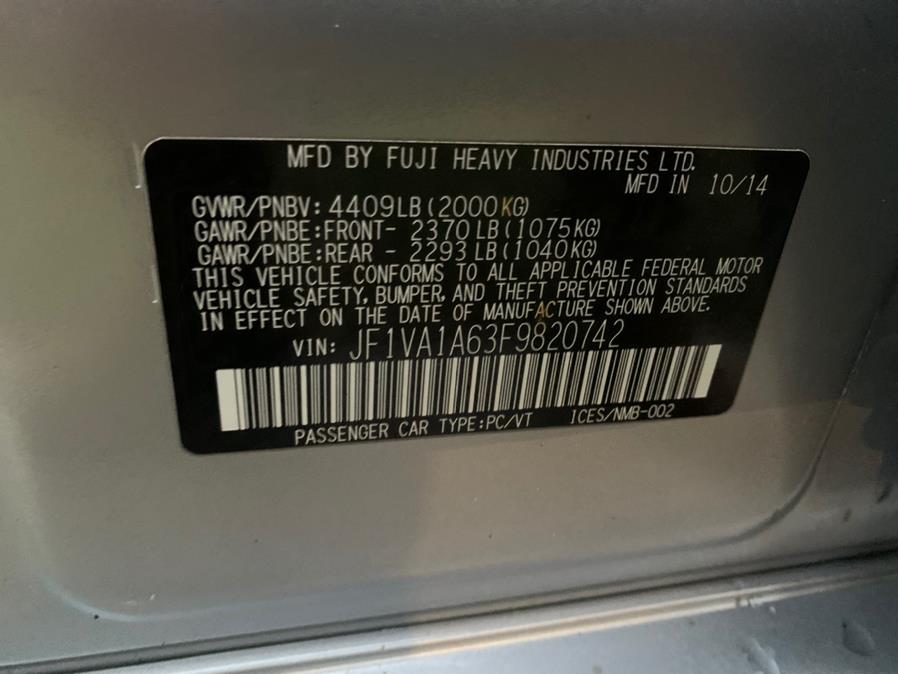 MFD BY FUJI HEAVY INDUSTRIES LTD.
MFD IN 10/14
GVWR/PNBV: 4409LB(2000KG)
GAWR/PNBE:FRONT- 2370LB(1075KG)
GAWR/PNBE:REAR - 2293LB(1040KG)
THIS VEHICLE CONFORMS TO ALL APPLICABLE FEDERAL MOTOR
VEHICLE SAFETY, BUMPER, AND THEFT PREVENTION STANDARDS
IN EFFECT ON THE DATE OF MANUFACTURE SHOWN ABOVE.
VIN: JF1VA1A63F9820742
PASSENGER CAR TYPE:PC/VT ICES/NMB-002